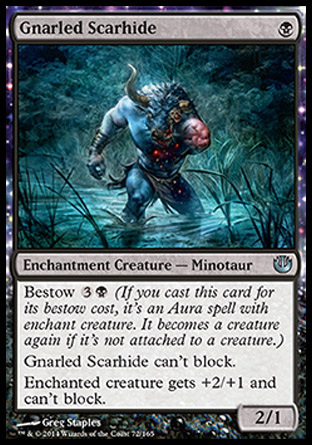 Gnarled Scarhide
Enchantment Creature — Minotaur
Bestow 3 (If you cast this card for
its bestow cost, it's an Aura spell with
enchant creature. It becomes a creature
again if it's not attached to a creature.)
Gnarled Scarhide can't block.
Enchanted creature gets +2/+1 and
can't block.
2/1
Greg Staples
™ & © 2014 Wizards of the Coast 72/165